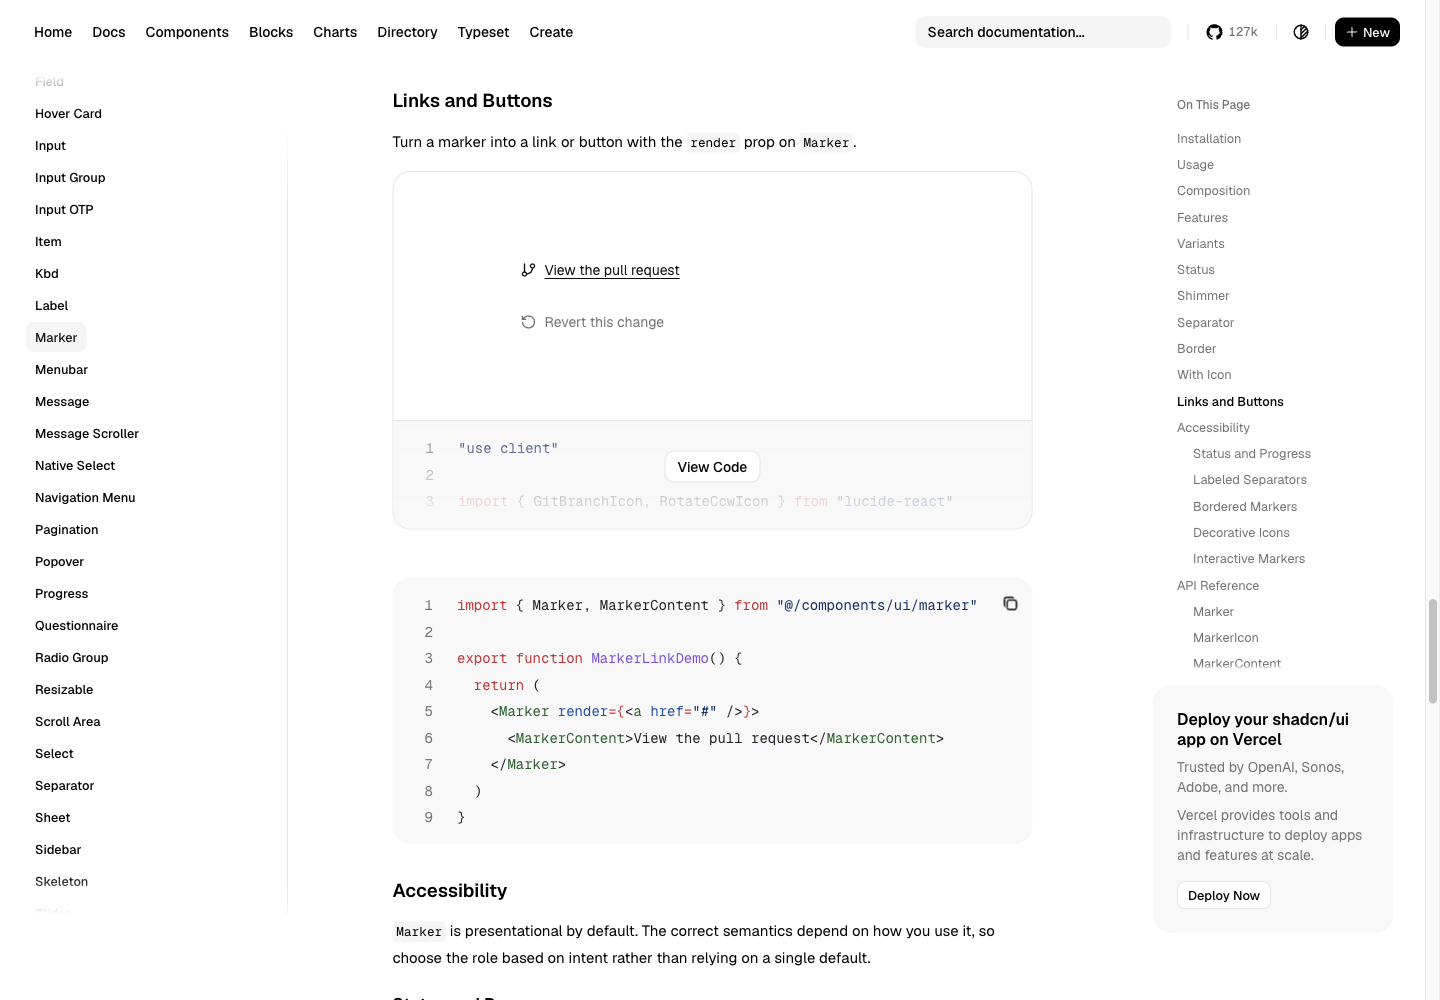 Home Docs Components Blocks Charts Directory Typeset Create
Search documentation...
127k
New
Field
Hover Card
Input
Input Group
Input OTP
Item
Kbd
Label
Marker
Menubar
Message
Message Scroller
Native Select
Navigation Menu
Pagination
Popover
Progress
Questionnaire
Radio Group
Resizable
Scroll Area
Select
Separator
Sheet
Sidebar
Skeleton
Slider
Links and Buttons
Turn a marker into a link or button with the render prop on Marker.
View the pull request
Revert this change
1 "use client"
2
3 import { GitBranchIcon, RotateCcwIcon } from "lucide-react"
View Code
1 import { Marker, MarkerContent } from "@/components/ui/marker"
2
3 export function MarkerLinkDemo() {
4 return (
5 <Marker render={<a href="#" />}>
6 <MarkerContent>View the pull request</MarkerContent>
7 </Marker>
8 )
9 }
Accessibility
Marker is presentational by default. The correct semantics depend on how you use it, so
choose the role based on intent rather than relying on a single default.
On This Page
Installation
Usage
Composition
Features
Variants
Status
Shimmer
Separator
Border
With Icon
Links and Buttons
Accessibility
Status and Progress
Labeled Separators
Bordered Markers
Decorative Icons
Interactive Markers
API Reference
Marker
MarkerIcon
MarkerContent
Deploy your shadcn/ui
app on Vercel
Trusted by OpenAI, Sonos,
Adobe, and more.
Vercel provides tools and
infrastructure to deploy apps
and features at scale.
Deploy Now